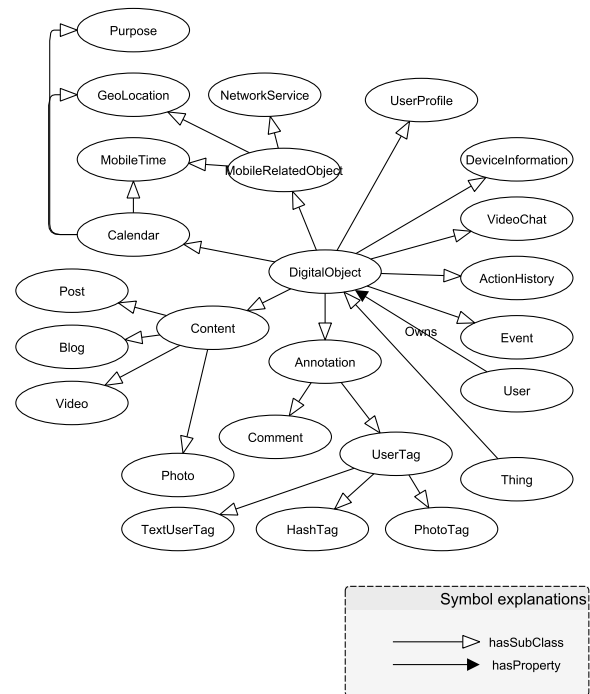 Purpose
GeoLocation
NetworkService
UserProfile
MobileTime
MobileRelatedObject
DeviceInformation
VideoChat
Calendar
DigitalObject
ActionHistory
Post
Content
Owns
Event
Blog
Annotation
User
Video
Comment
UserTag
Photo
Thing
TextUserTag
HashTag
PhotoTag
Symbol explanations
hasSubClass
hasProperty